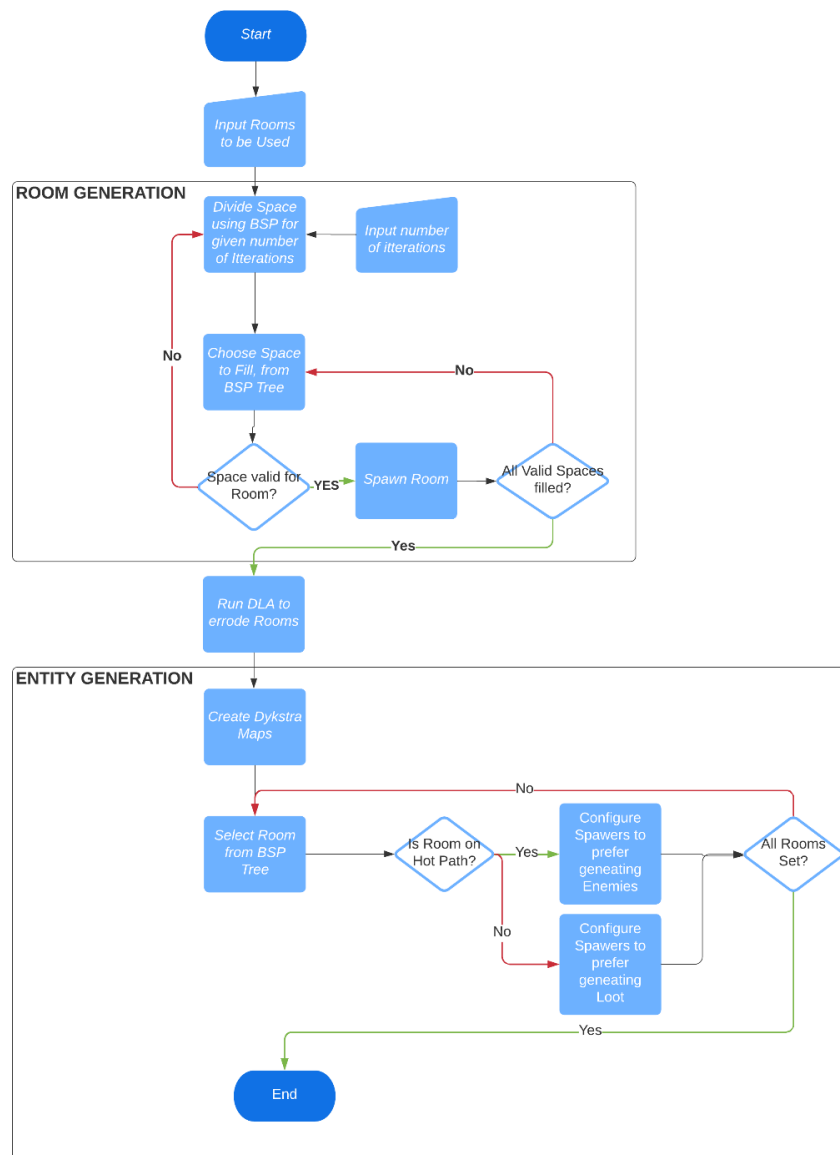 Start
Input Rooms
to be Used
ROOM GENERATION
Divide Space
using BSP for
given number
of Itterations
Input number
of itterations
No
Choose Space
to Fill, from
BSP Tree
No
Space valid for
Room?
YES
Spawn Room
All Valid Spaces
filled?
Yes
Run DLA to
errode Rooms
ENTITY GENERATION
Create Dykstra
Maps
No
Select Room
from BSP
Tree
Is Room on
Hot Path?
Yes
Configure
Spawers to
prefer
geneating
Enemies
All Rooms
Set?
No
Configure
Spawers to
prefer
geneating
Loot
Yes
End